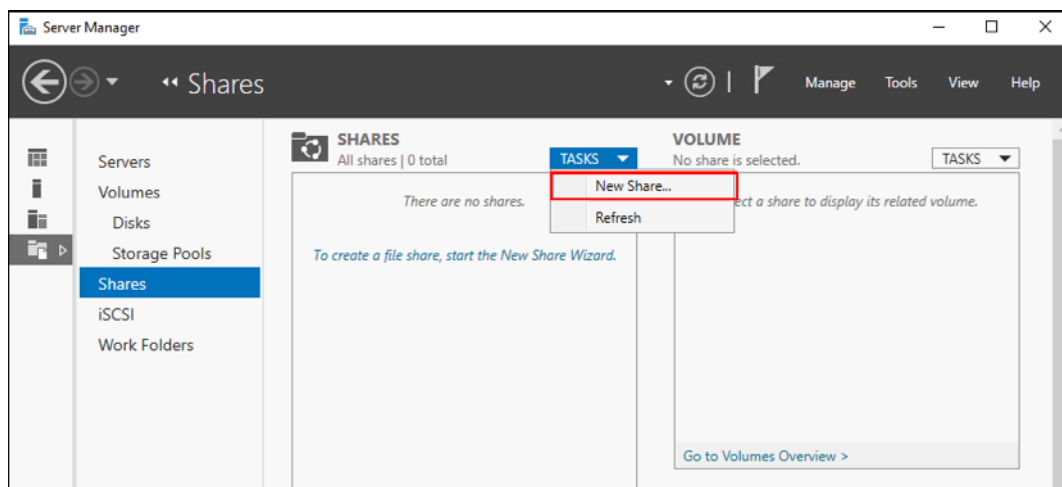 Server Manager
Shares
Manage Tools View Help
Servers
Volumes
Disks
Storage Pools
Shares
iSCSI
Work Folders
SHARES
All shares | 0 total
TASKS
New Share...
Refresh
There are no shares.
To create a file share, start the New Share Wizard.
VOLUME
No share is selected.
TASKS
a share to display its related volume.
Go to Volumes Overview >